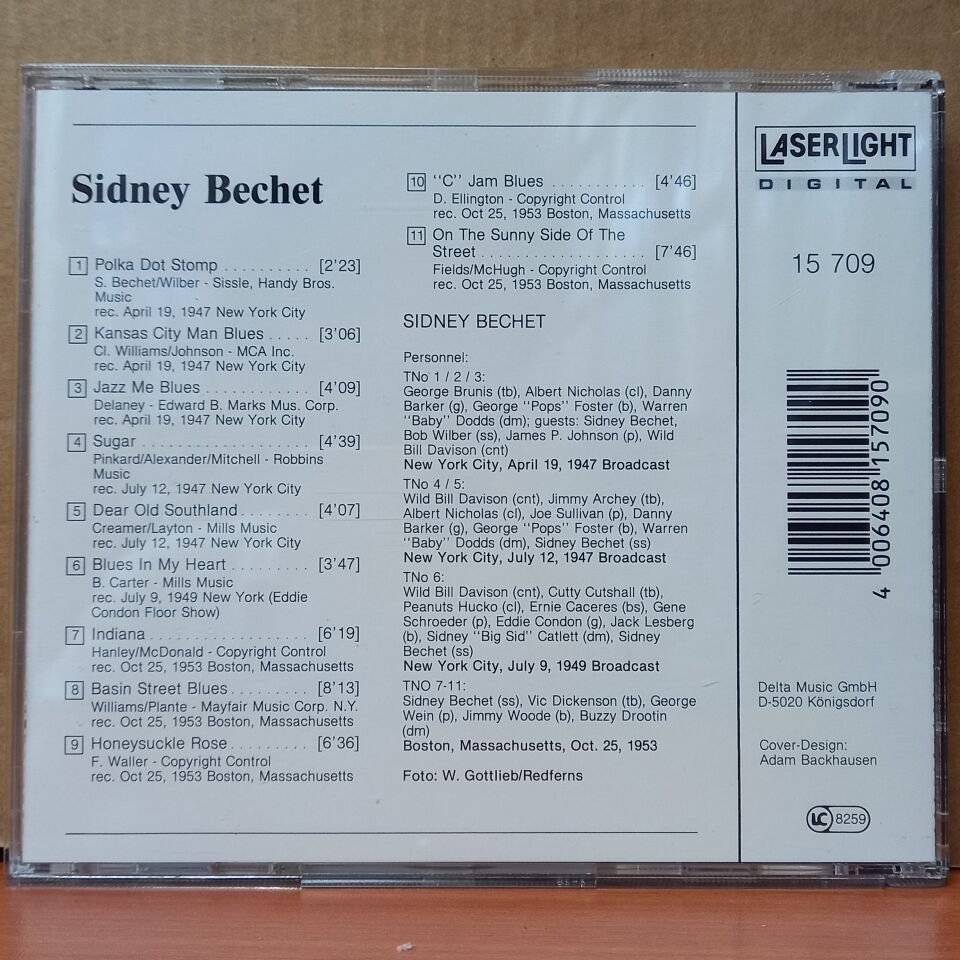 Sidney Bechet
1 Polka Dot Stomp .......... [2'23]
S. Bechet/Wilber - Sissle, Handy Bros.
Music
rec. April 19, 1947 New York City
2 Kansas City Man Blues ..... [3'06]
Cl. Williams/Johnson - MCA Inc.
rec. April 19, 1947 New York City
3 Jazz Me Blues ............ [4'09]
Delaney - Edward B. Marks Mus. Corp.
rec. April 19, 1947 New York City
4 Sugar .................... [4'39]
Pinkard/Alexander/Mitchell - Robbins
Music
rec. July 12, 1947 New York City
5 Dear Old Southland ........ [4'07]
Creamer/Layton - Mills Music
rec. July 12, 1947 New York City
6 Blues In My Heart ......... [3'47]
B. Carter - Mills Music
rec. July 9, 1949 New York (Eddie
Condon Floor Show)
7 Indiana ................. [6'19]
Hanley/McDonald - Copyright Control
rec. Oct 25, 1953 Boston, Massachusetts
8 Basin Street Blues ......... [8'13]
Williams/Plante - Mayfair Music Corp. N.Y.
rec. Oct 25, 1953 Boston, Massachusetts
9 Honeysuckle Rose ......... [6'36]
F. Waller - Copyright Control
rec. Oct 25, 1953 Boston, Massachusetts
10 "C" Jam Blues ........... [4'46]
D. Ellington - Copyright Control
rec. Oct 25, 1953 Boston, Massachusetts
11 On The Sunny Side Of The
Street .................... [7'46]
Fields/McHugh - Copyright Control
rec. Oct 25, 1953 Boston, Massachusetts
SIDNEY BECHET
Personnel:
TNo 1 / 2 / 3:
George Brunis (tb), Albert Nicholas (cl), Danny
Barker (g), George "Pops" Foster (b), Warren
"Baby" Dodds (dm); guests: Sidney Bechet,
Bob Wilber (ss), James P. Johnson (p), Wild
Bill Davison (cnt)
New York City, April 19, 1947 Broadcast
TNo 4 / 5:
Wild Bill Davison (cnt), Jimmy Archey (tb),
Albert Nicholas (cl), Joe Sullivan (p), Danny
Barker (g), George "Pops" Foster (b), Warren
"Baby" Dodds (dm), Sidney Bechet (ss)
New York City, July 12, 1947 Broadcast
TNo 6:
Wild Bill Davison (cnt), Cutty Cutshall (tb),
Peanuts Hucko (cl), Ernie Caceres (bs), Gene
Schroeder (p), Eddie Condon (g), Jack Lesberg
(b), Sidney "Big Sid" Catlett (dm), Sidney
Bechet (ss)
New York City, July 9, 1949 Broadcast
TNO 7-11:
Sidney Bechet (ss), Vic Dickenson (tb), George
Wein (p), Jimmy Woode (b), Buzzy Drootin
(dm)
Boston, Massachusetts, Oct. 25, 1953
Foto: W. Gottlieb/Redferns
LASERLIGHT
DIGITAL
15 709
4 006408 157090
Delta Music GmbH
D-5020 Königsdorf
Cover-Design:
Adam Backhausen
LC 8259